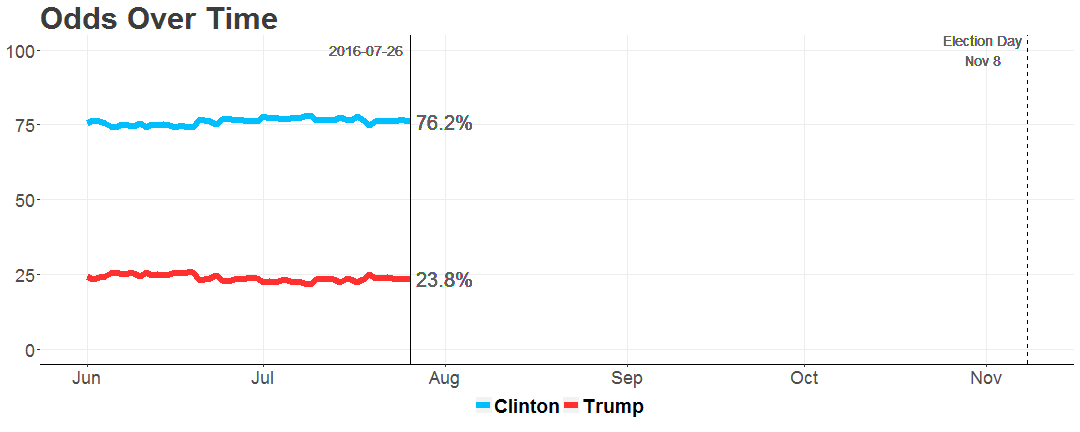 Odds Over Time
100
75
50
25
0
2016-07-26
Election Day
Nov 8
76.2%
23.8%
Jun
Jul
Aug
Sep
Oct
Nov
Clinton
Trump